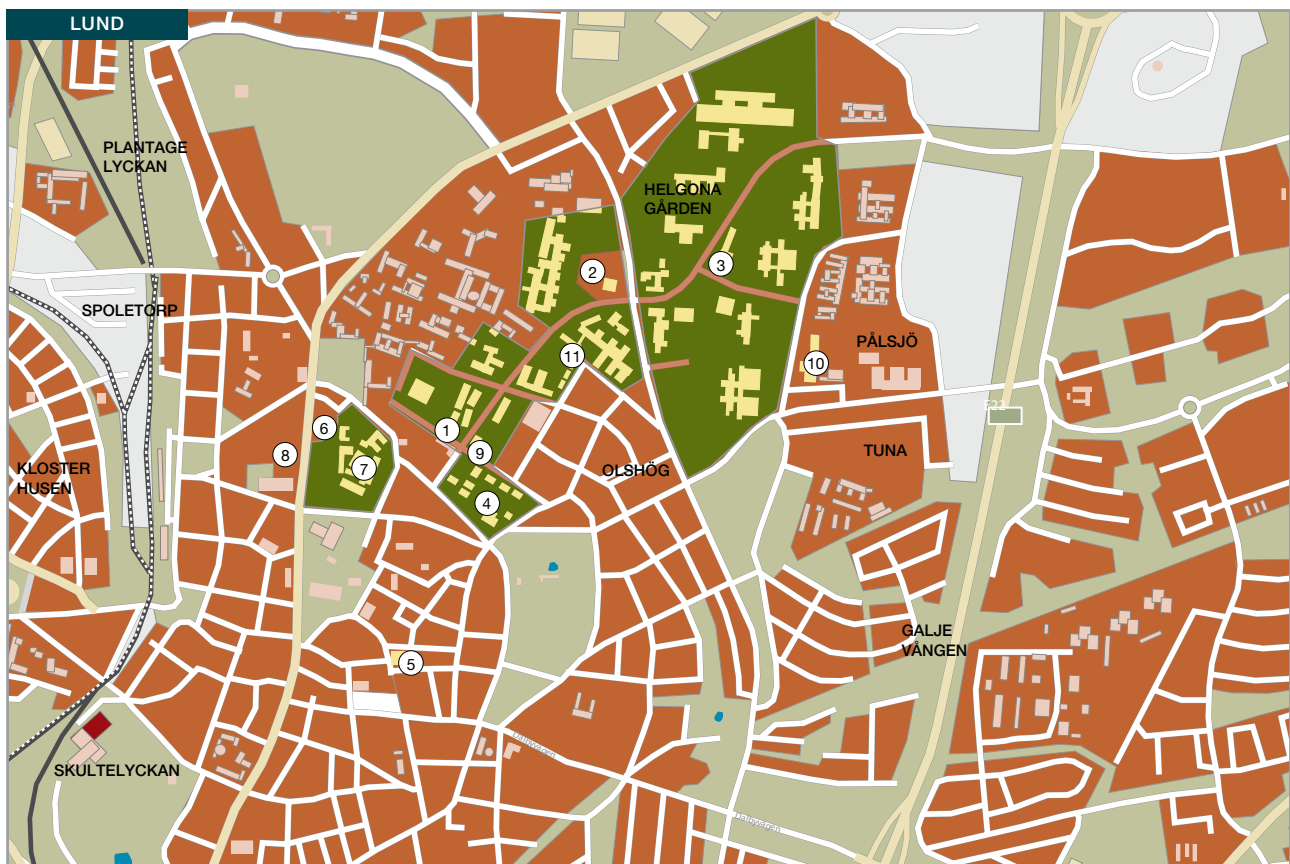 LUND
PLANTAGE
LYCKAN
HELGONA
GÅRDEN
2
3
SPOLETORP
PÅLSJÖ
11
10
E22
6
1
8
9
7
KLOSTER
HUSEN
OLSHÖG
TUNA
4
GALJE
VÅNGEN
5
SKULTELYCKAN